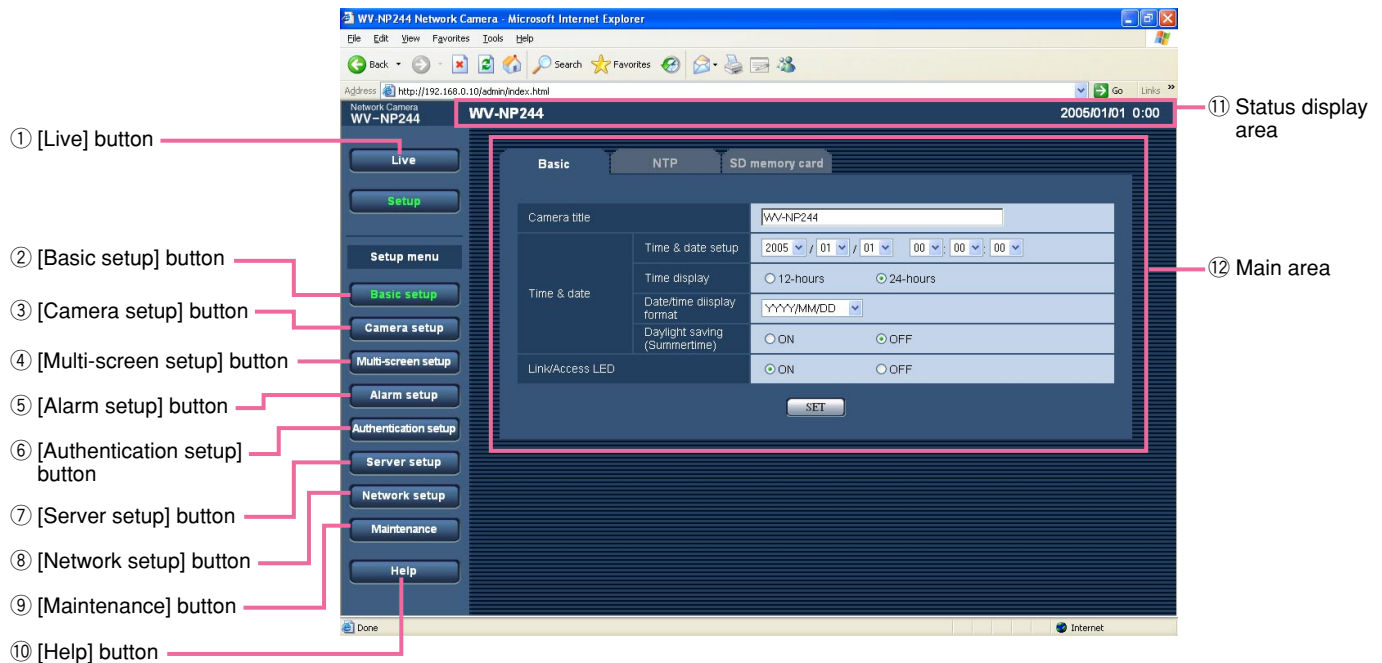 WV-NP244 Network Camera - Microsoft Internet Explorer
File Edit View Favorites Tools Help
Back Search Favorites
Address http://192.168.0.10/admin/index.html Go Links »
Network Camera
WV-NP244
WV-NP244 2005/01/01 0:00
⑪ Status display
area
① [Live] button
Live
Setup
② [Basic setup] button
Setup menu
Basic setup
③ [Camera setup] button
Camera setup
④ [Multi-screen setup] button
Multi-screen setup
⑤ [Alarm setup] button
Alarm setup
⑥ [Authentication setup]
button
Authentication setup
⑦ [Server setup] button
Server setup
⑧ [Network setup] button
Network setup
⑨ [Maintenance] button
Maintenance
⑩ [Help] button
Help
Basic NTP SD memory card
Camera title WV-NP244
Time & date
Time & date setup 2005 / 01 / 01 00 : 00 : 00
Time display 12-hours 24-hours
Date/time diisplay
format
YYYY/MM/DD
Daylight saving
(Summertime)
ON OFF
Link/Access LED ON OFF
SET
⑫ Main area
Done Internet